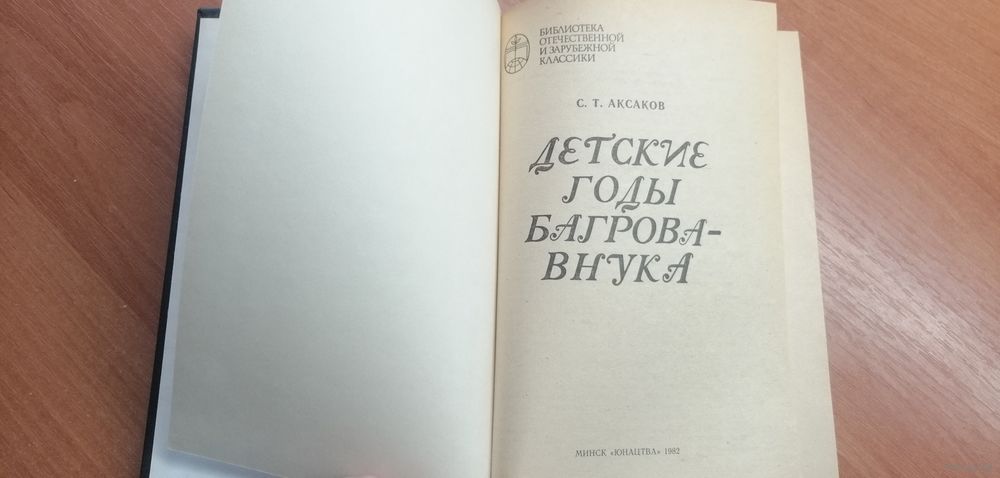 БИБЛИОТЕКА
ОТЕЧЕСТВЕННОЙ
И ЗАРУБЕЖНОЙ
КЛАССИКИ
С. Т. АКСАКОВ
ДЕТСКИЕ
ГОДЫ
БАГРОВА-
ВНУКА
МИНСК «ЮНАЦТВА» 1982